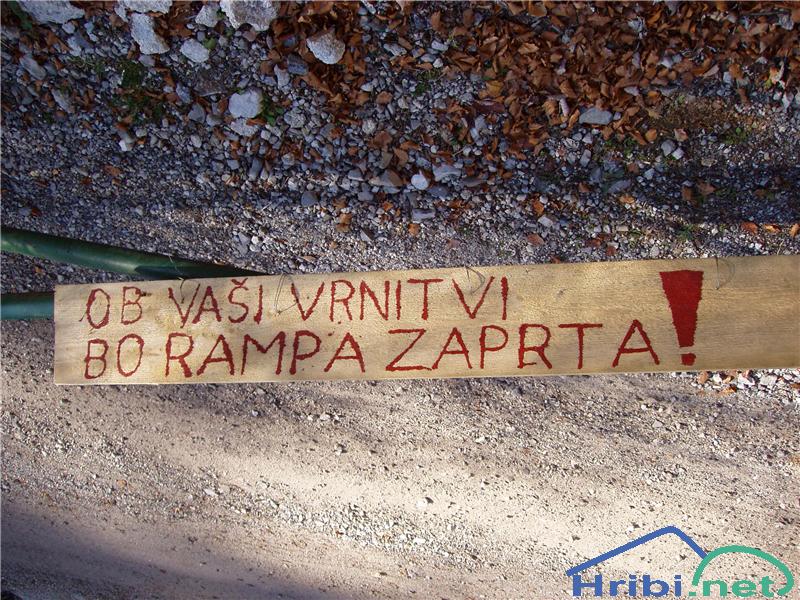 OB VAŠI VRNITVI
BO RAMPA ZAPRTA!
Hribi.net